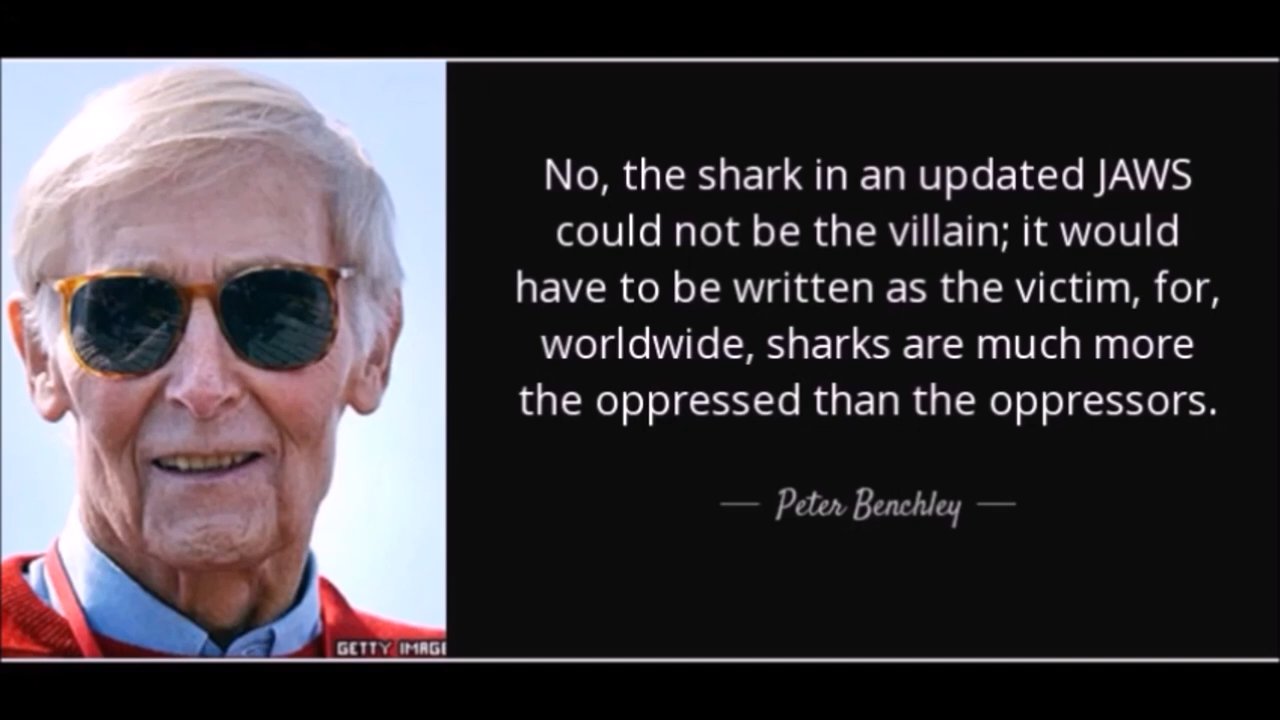 No, the shark in an updated JAWS
could not be the villain; it would
have to be written as the victim, for,
worldwide, sharks are much more
the oppressed than the oppressors.
— Peter Benchley —
GETTY IMAGE